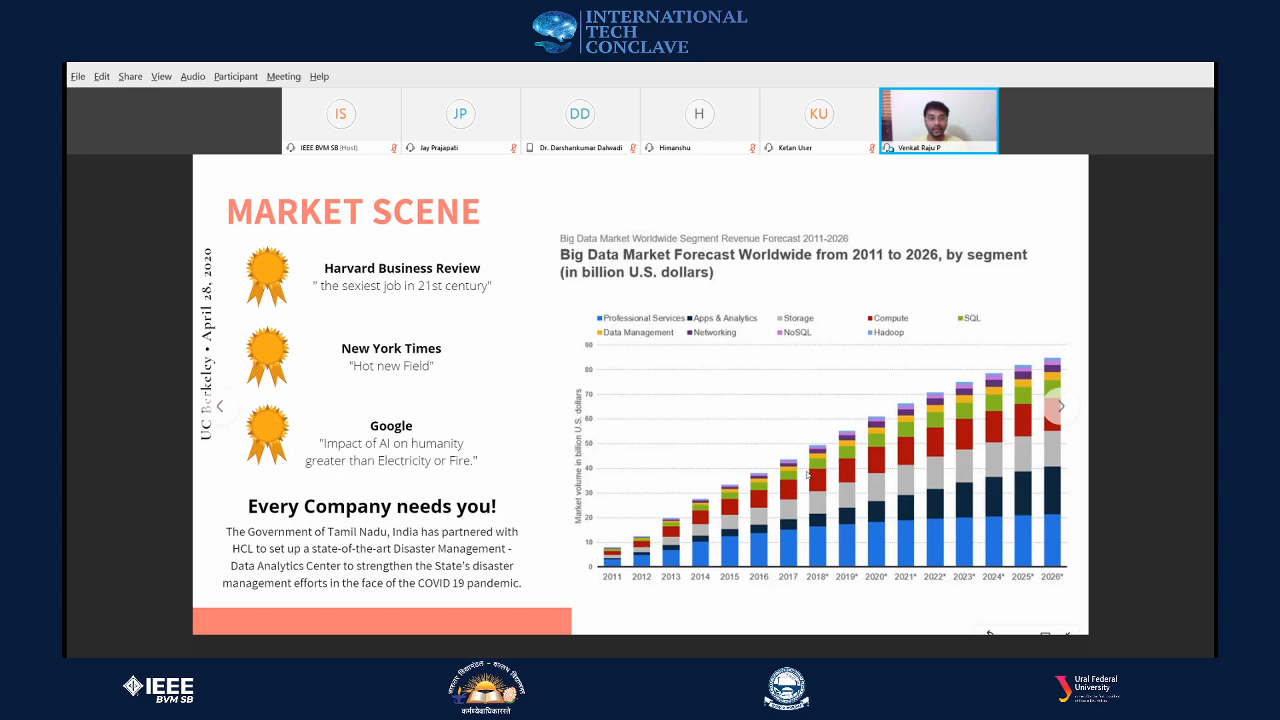 INTERNATIONAL
TECH
CONCLAVE
File Edit Share View Audio Participant Meeting Help
IS
JP
DD
H
KU
IEEE BVM SB (Host)
Jay Prajapati
Dr. Darshankumar Dalwadi
Himanshu
Ketan User
Venkat Raju P
MARKET SCENE
UC Berkeley • April 28, 2020
Harvard Business Review
" the sexiest job in 21st century"
New York Times
"Hot new Field"
Google
"Impact of AI on humanity
greater than Electricity or Fire."
Every Company needs you!
The Government of Tamil Nadu, India has partnered with
HCL to set up a state-of-the-art Disaster Management -
Data Analytics Center to strengthen the State's disaster
management efforts in the face of the COVID 19 pandemic.
Big Data Market Worldwide Segment Revenue Forecast 2011-2026
Big Data Market Forecast Worldwide from 2011 to 2026, by segment
(in billion U.S. dollars)
Professional Services Apps & Analytics Storage Compute SQL
Data Management Networking NoSQL Hadoop
Market volume in billion U.S. dollars
90
80
70
60
50
40
30
20
10
0
2011 2012 2013 2014 2015 2016 2017 2018* 2019* 2020* 2021* 2022* 2023* 2024* 2025* 2026*
IEEE
BVM SB
कर्मण्येवाधिकारस्ते
Ural Federal
University